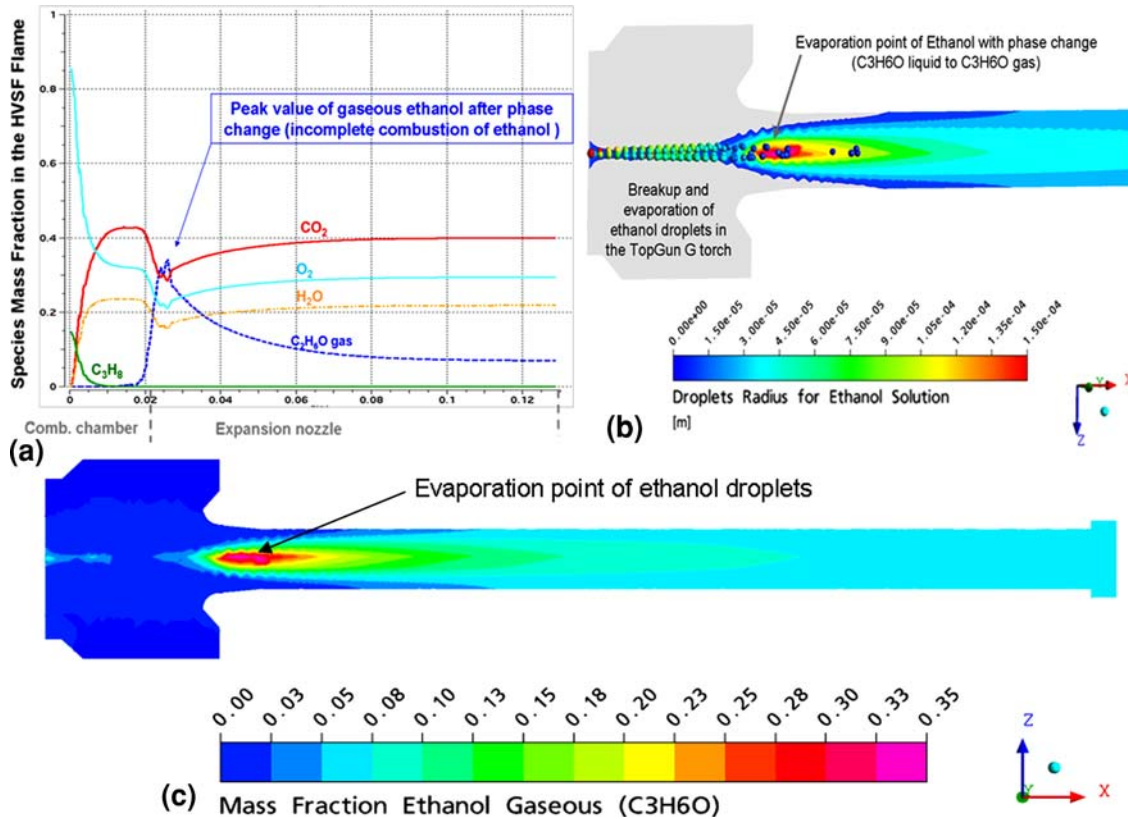 Species Mass Fraction in the HVSF Flame
1
0.8
0.6
0.4
0.2
0
Peak value of gaseous ethanol after phase
change (incomplete combustion of ethanol )
CO2
O2
H2O
C2H6O gas
C3H8
0 0.02 0.04 0.06 0.08 0.1 0.12
Comb. chamber
Expansion nozzle
(a)
Evaporation point of Ethanol with phase change
(C3H6O liquid to C3H6O gas)
Breakup and
evaporation of
ethanol droplets in
the TopGun G torch
0.00e+00 1.50e-05 3.00e-05 4.50e-05 6.00e-05 7.50e-05 9.00e-05 1.05e-04 1.20e-04 1.35e-04 1.50e-04
Droplets Radius for Ethanol Solution
[m]
(b)
Y X
Z
Evaporation point of ethanol droplets
0.00 0.03 0.05 0.08 0.10 0.13 0.15 0.18 0.20 0.23 0.25 0.28 0.30 0.33 0.35
(c)
Mass Fraction Ethanol Gaseous (C3H6O)
Z
Y X